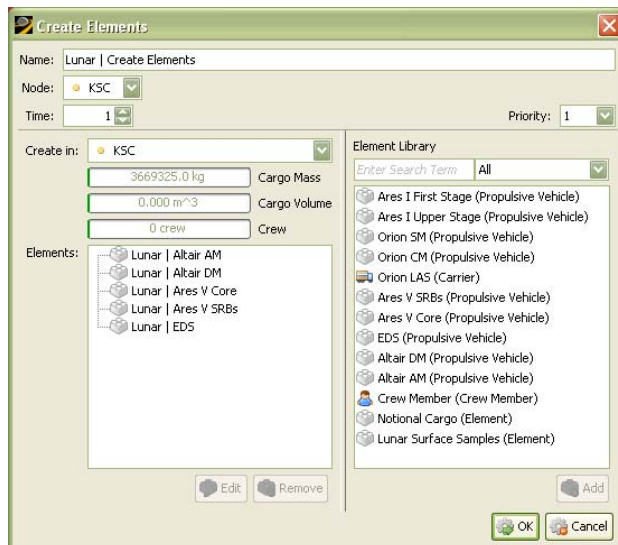 Create Elements
Name: Lunar | Create Elements
Node: KSC
Time: 1
Priority: 1
Create in: KSC
3669325.0 kg Cargo Mass
0.000 m^3 Cargo Volume
0 crew Crew
Elements:
Lunar | Altair AM
Lunar | Altair DM
Lunar | Ares V Core
Lunar | Ares V SRBs
Lunar | EDS
Edit Remove
Element Library
Enter Search Term All
Ares I First Stage (Propulsive Vehicle)
Ares I Upper Stage (Propulsive Vehicle)
Orion SM (Propulsive Vehicle)
Orion CM (Propulsive Vehicle)
Orion LAS (Carrier)
Ares V SRBs (Propulsive Vehicle)
Ares V Core (Propulsive Vehicle)
EDS (Propulsive Vehicle)
Altair DM (Propulsive Vehicle)
Altair AM (Propulsive Vehicle)
Crew Member (Crew Member)
Notional Cargo (Element)
Lunar Surface Samples (Element)
Add
OK Cancel